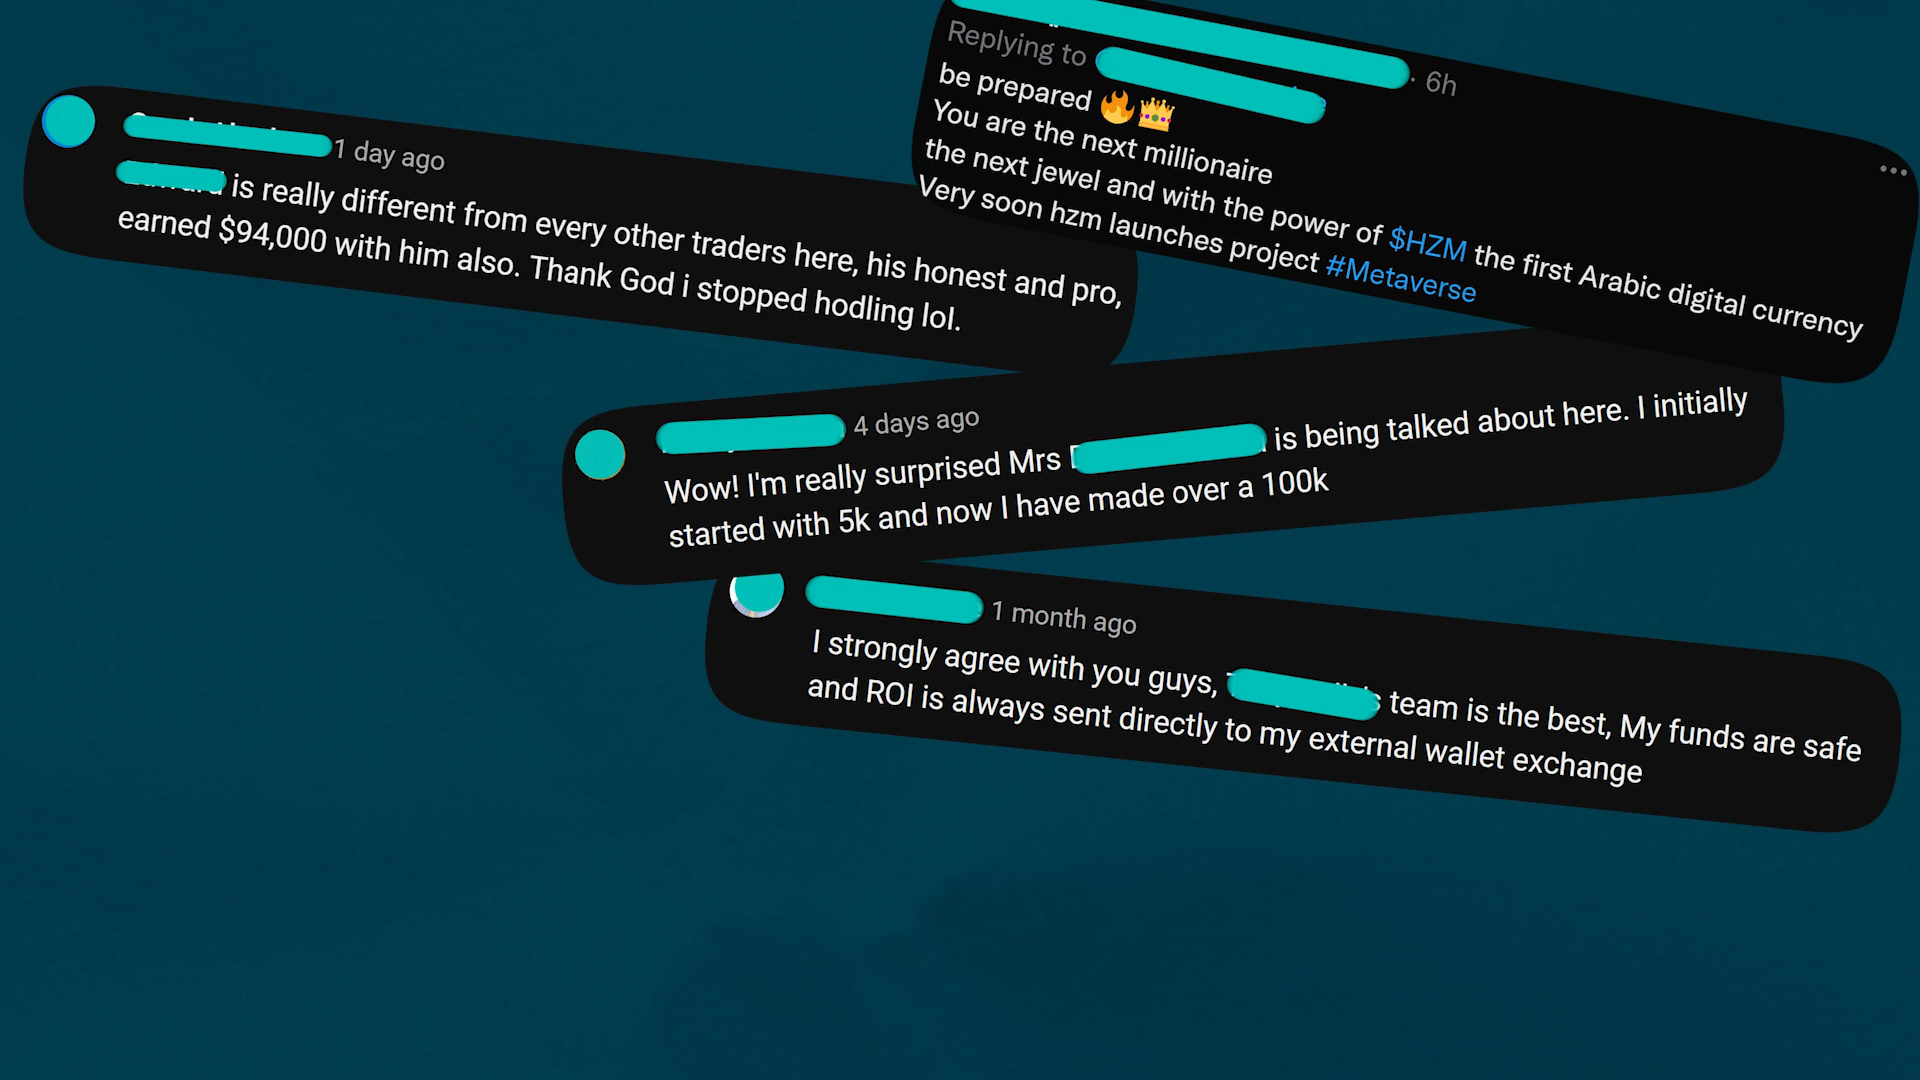 1 day ago
is really different from every other traders here, his honest and pro,
earned $94,000 with him also. Thank God i stopped hodling lol.
· 6h
Replying to
be prepared 🔥👑
You are the next millionaire
the next jewel and with the power of $HZM the first Arabic digital currency
Very soon hzm launches project #Metaverse
4 days ago
Wow! I'm really surprised Mrs is being talked about here. I initially
started with 5k and now I have made over a 100k
1 month ago
I strongly agree with you guys, team is the best, My funds are safe
and ROI is always sent directly to my external wallet exchange